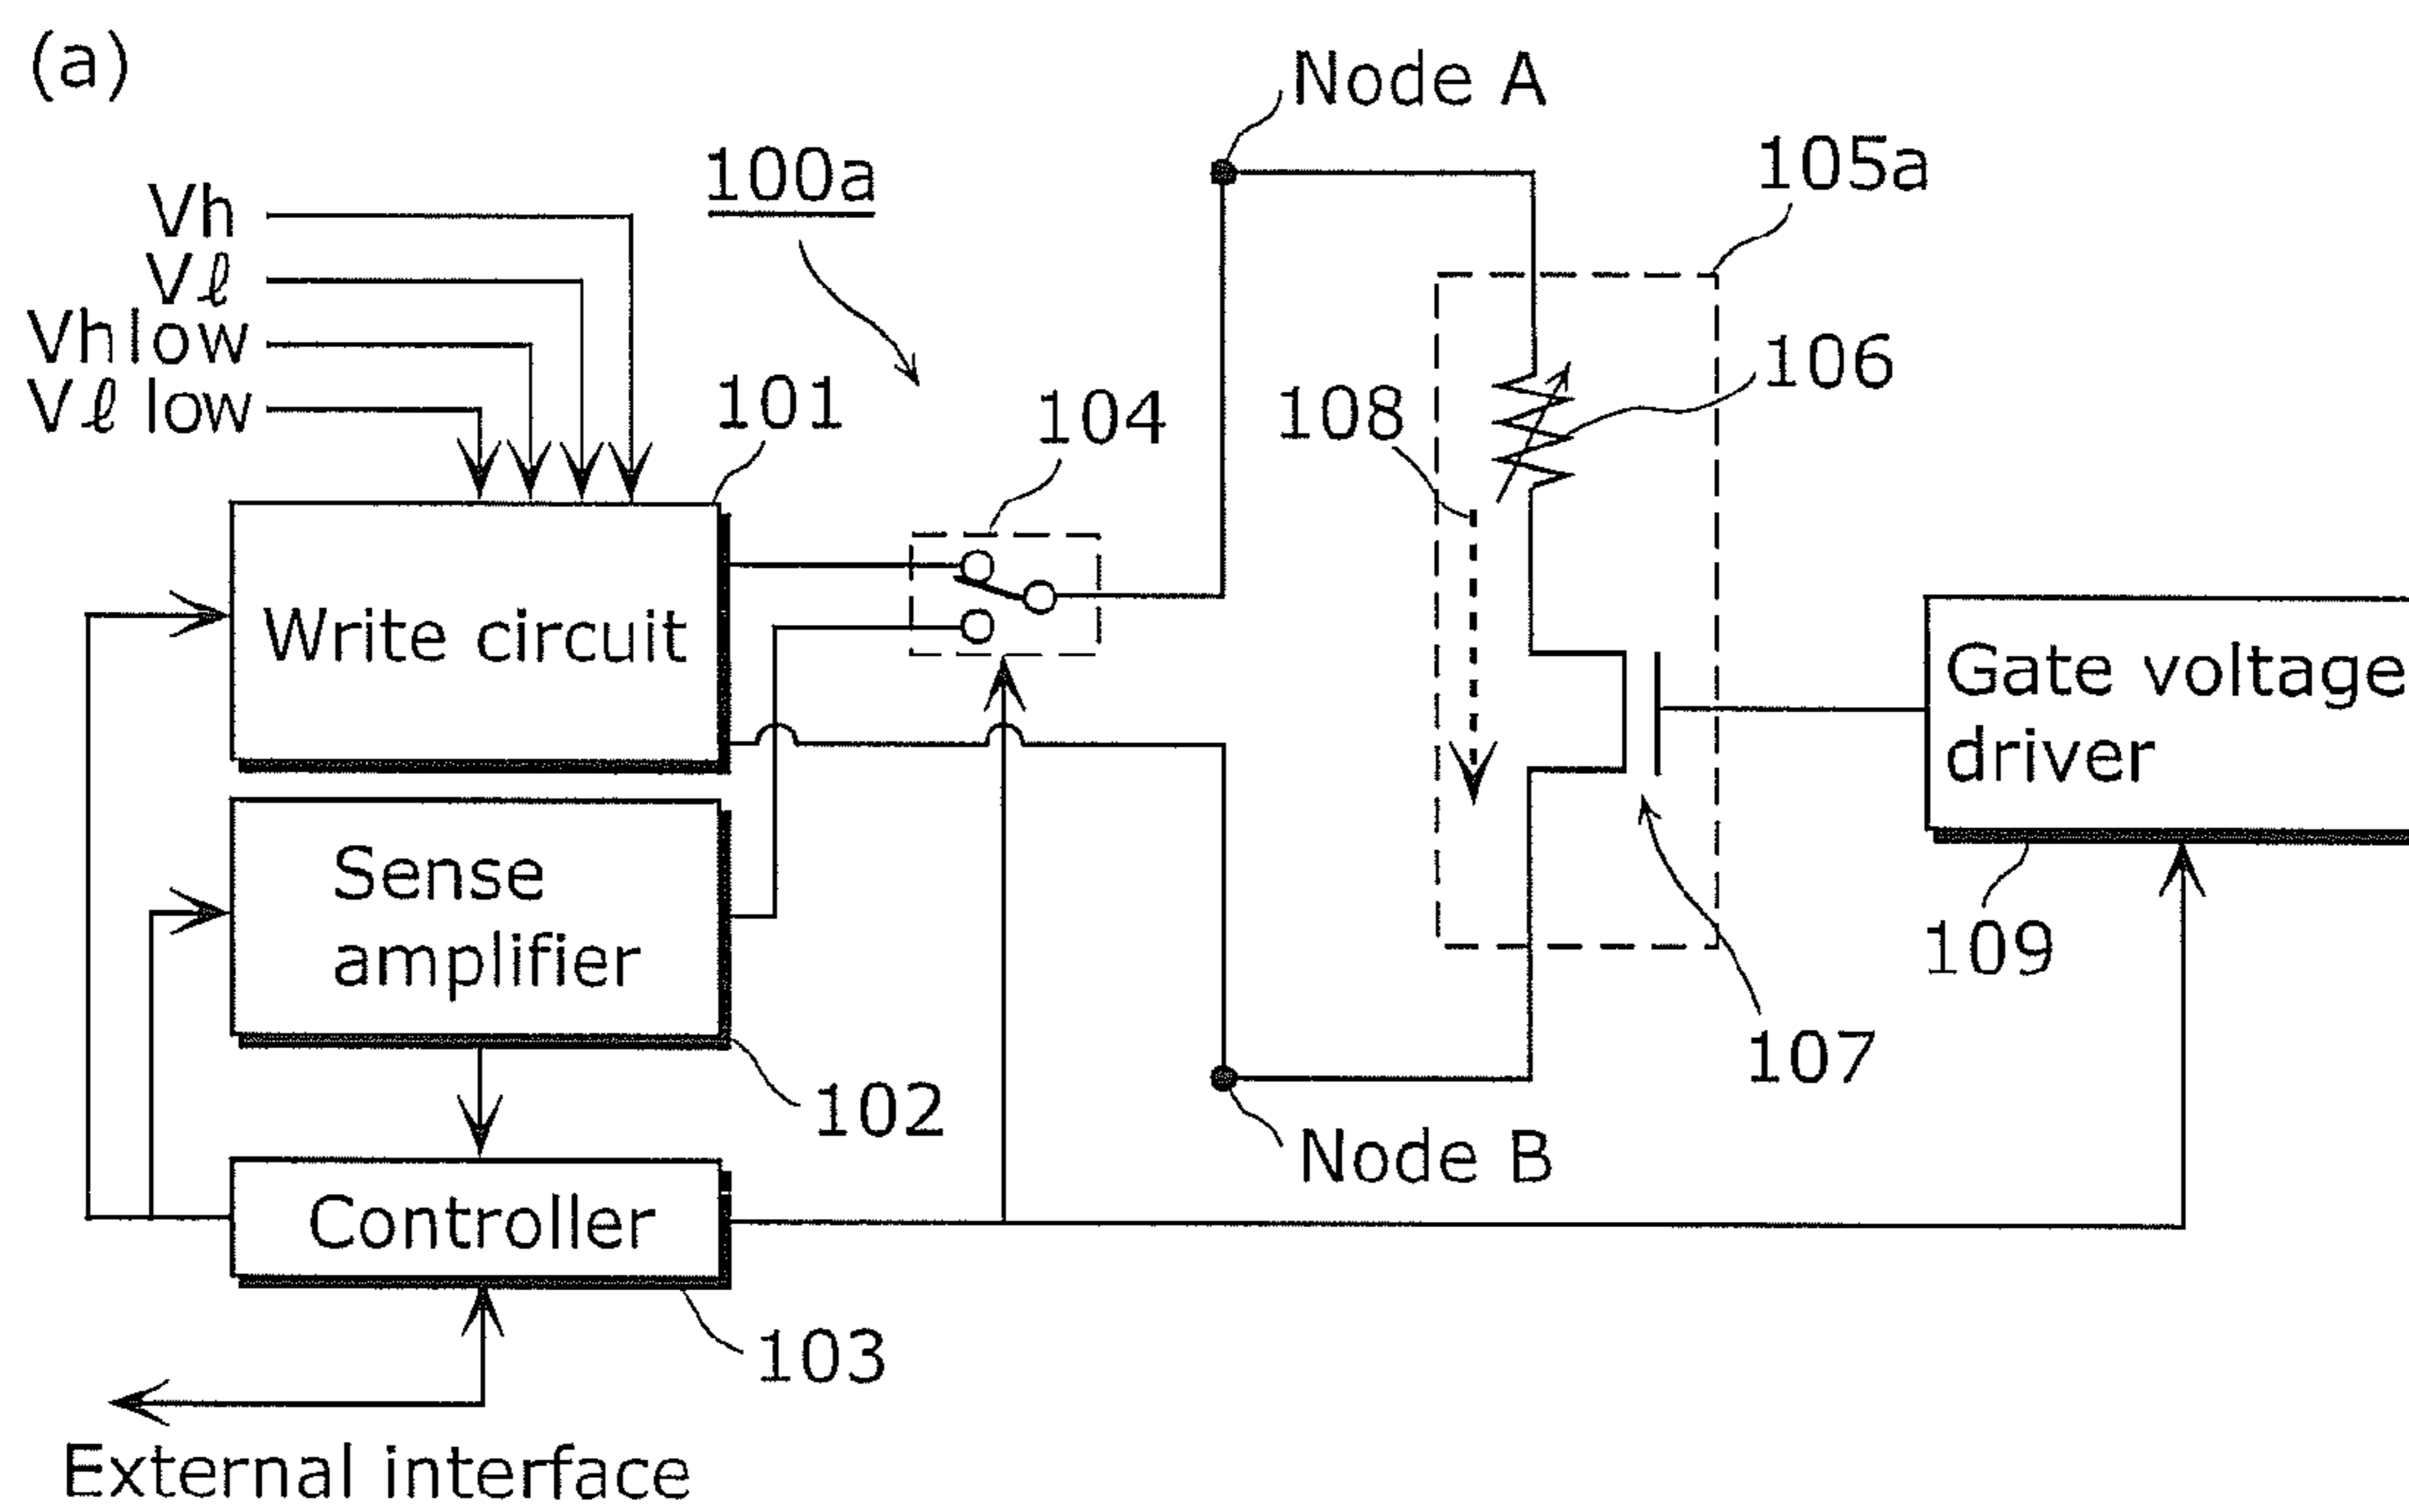 (a)
Node A
100a
105a
Vh
Vℓ
Vhlow
Vℓ low
101
104
108
106
Write circuit
Gate voltage
driver
Sense
amplifier
109
107
102
Node B
Controller
103
External interface